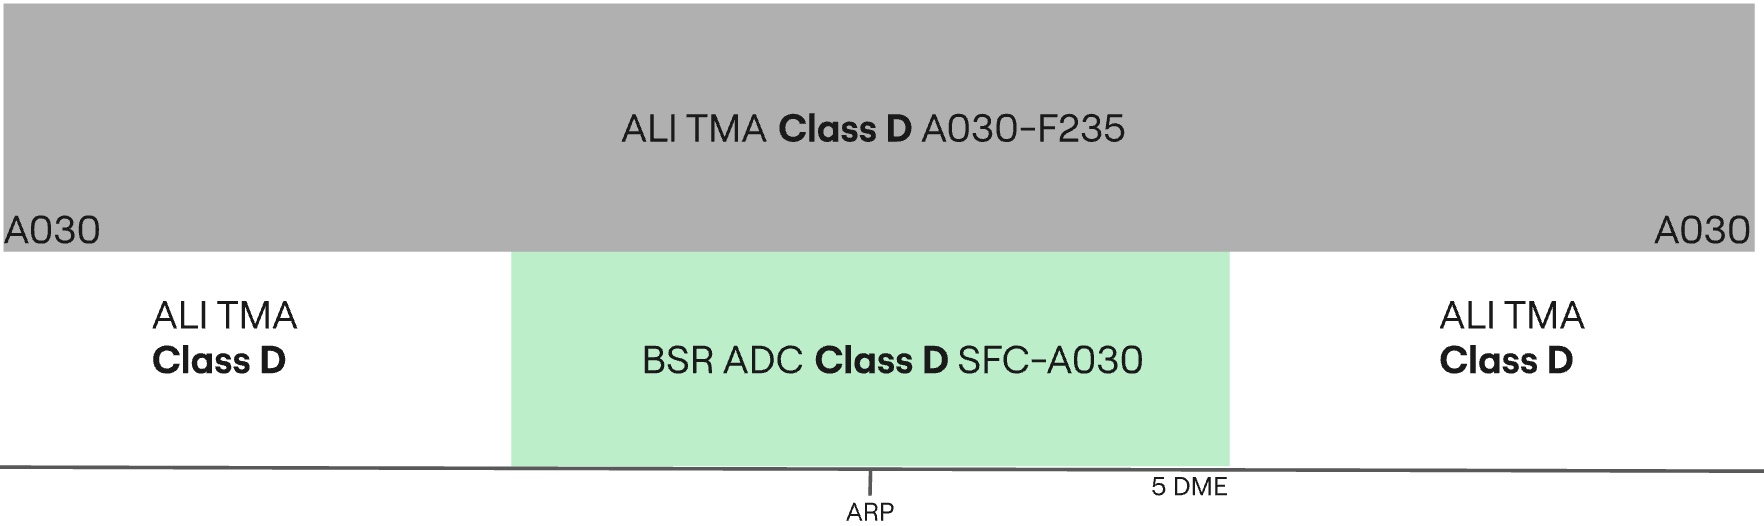 ALI TMA Class D A030-F235
A030
A030
ALI TMA
Class D
BSR ADC Class D SFC-A030
ALI TMA
Class D
5 DME
ARP